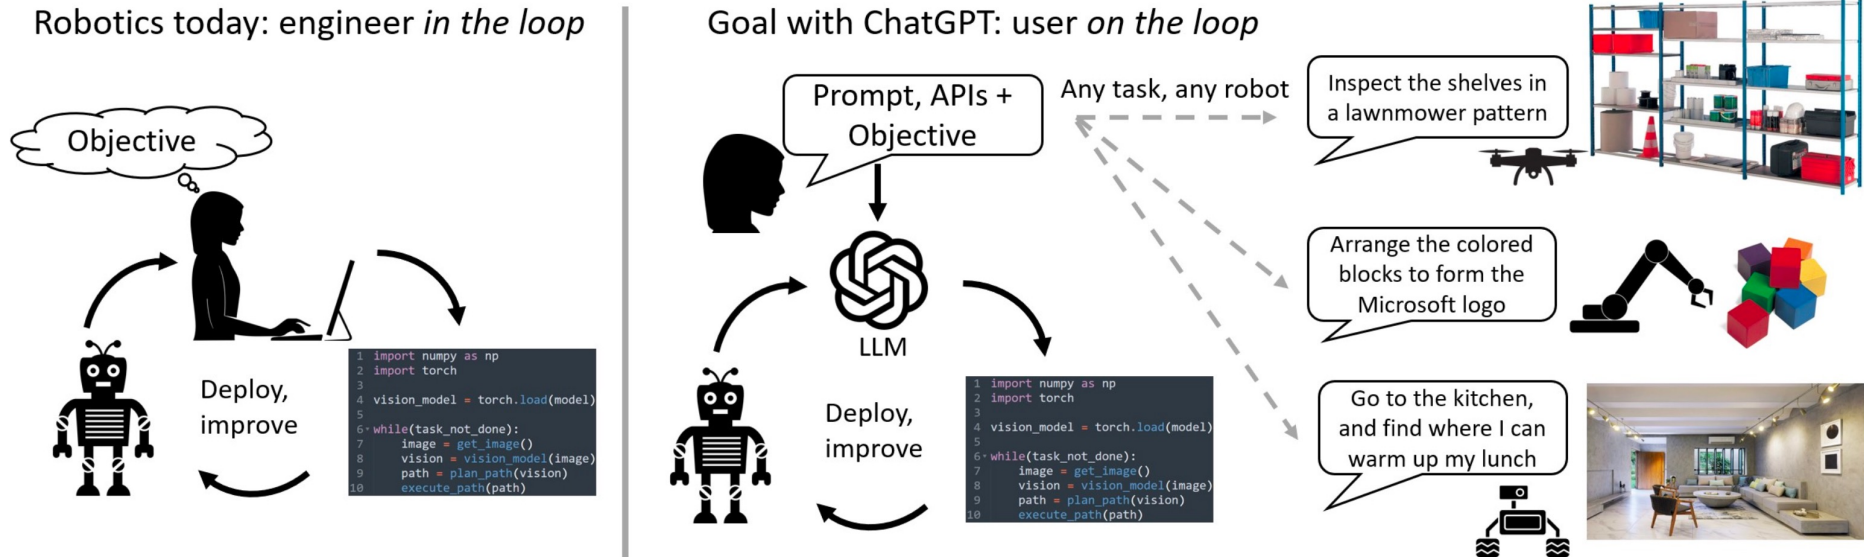 Robotics today: engineer in the loop
Objective
Deploy,
improve
1 import numpy as np
2 import torch
3
4 vision_model = torch.load(model)
5
6 while(task_not_done):
7 image = get_image()
8 vision = vision_model(image)
9 path = plan_path(vision)
10 execute_path(path)
Goal with ChatGPT: user on the loop
Prompt, APIs +
Objective
LLM
Deploy,
improve
1 import numpy as np
2 import torch
3
4 vision_model = torch.load(model)
5
6 while(task_not_done):
7 image = get_image()
8 vision = vision_model(image)
9 path = plan_path(vision)
10 execute_path(path)
Any task, any robot
Inspect the shelves in
a lawnmower pattern
Arrange the colored
blocks to form the
Microsoft logo
Go to the kitchen,
and find where I can
warm up my lunch